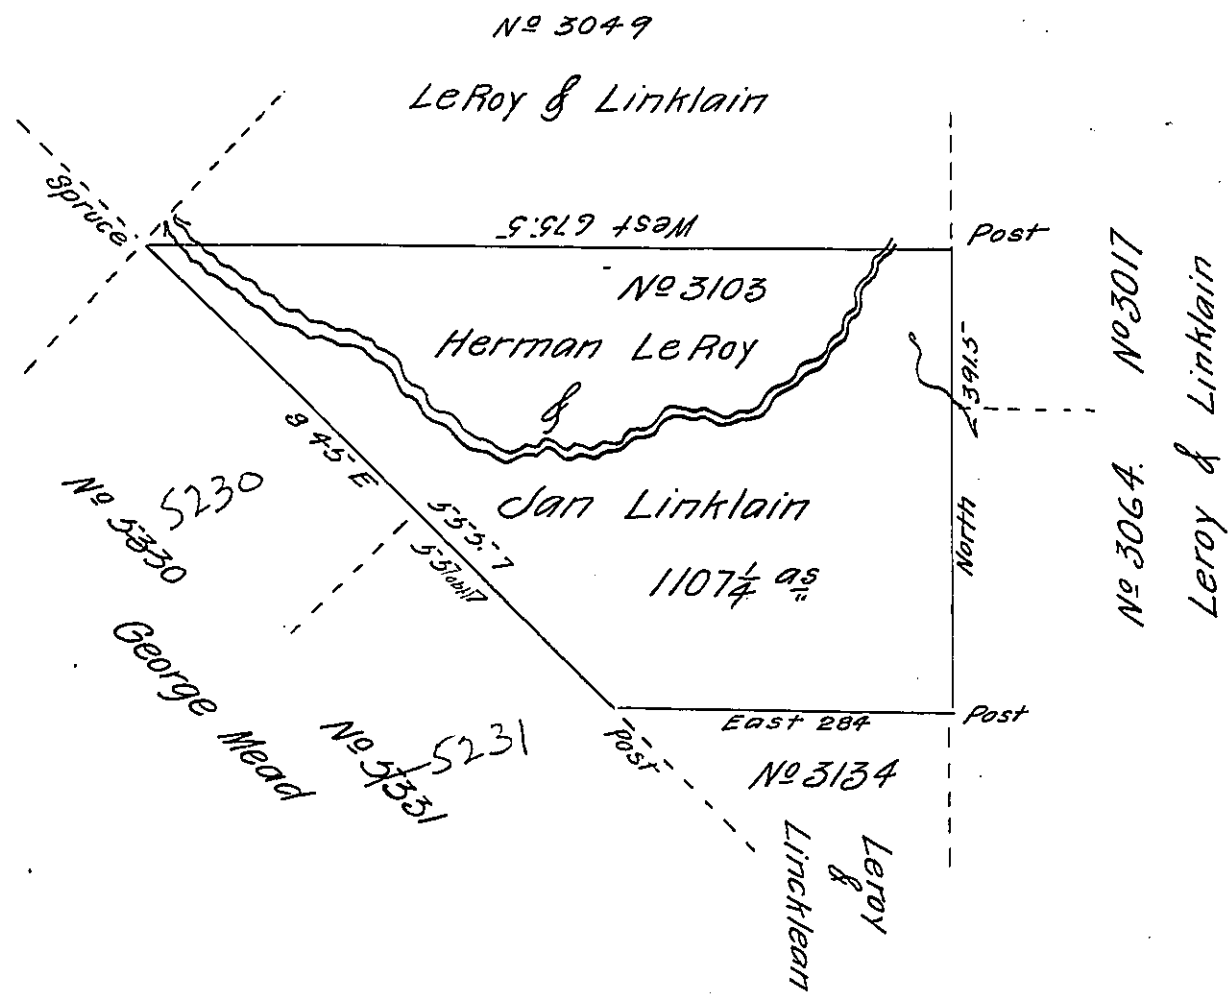 Nº 3049
LeRoy & Linklain
Spruce
West 675.5
Post
Nº 3103
Herman LeRoy
&
Jan Linklain
1107¼ as
391.5
North
Nº 3017
Nº 3064.
Leroy & Linklain
S 45 E
555.7
Nº 5330
5230
George Mead
Nº 5331
5231
Post
East 284
Post
Nº 3134
Leroy
&
Lincklean